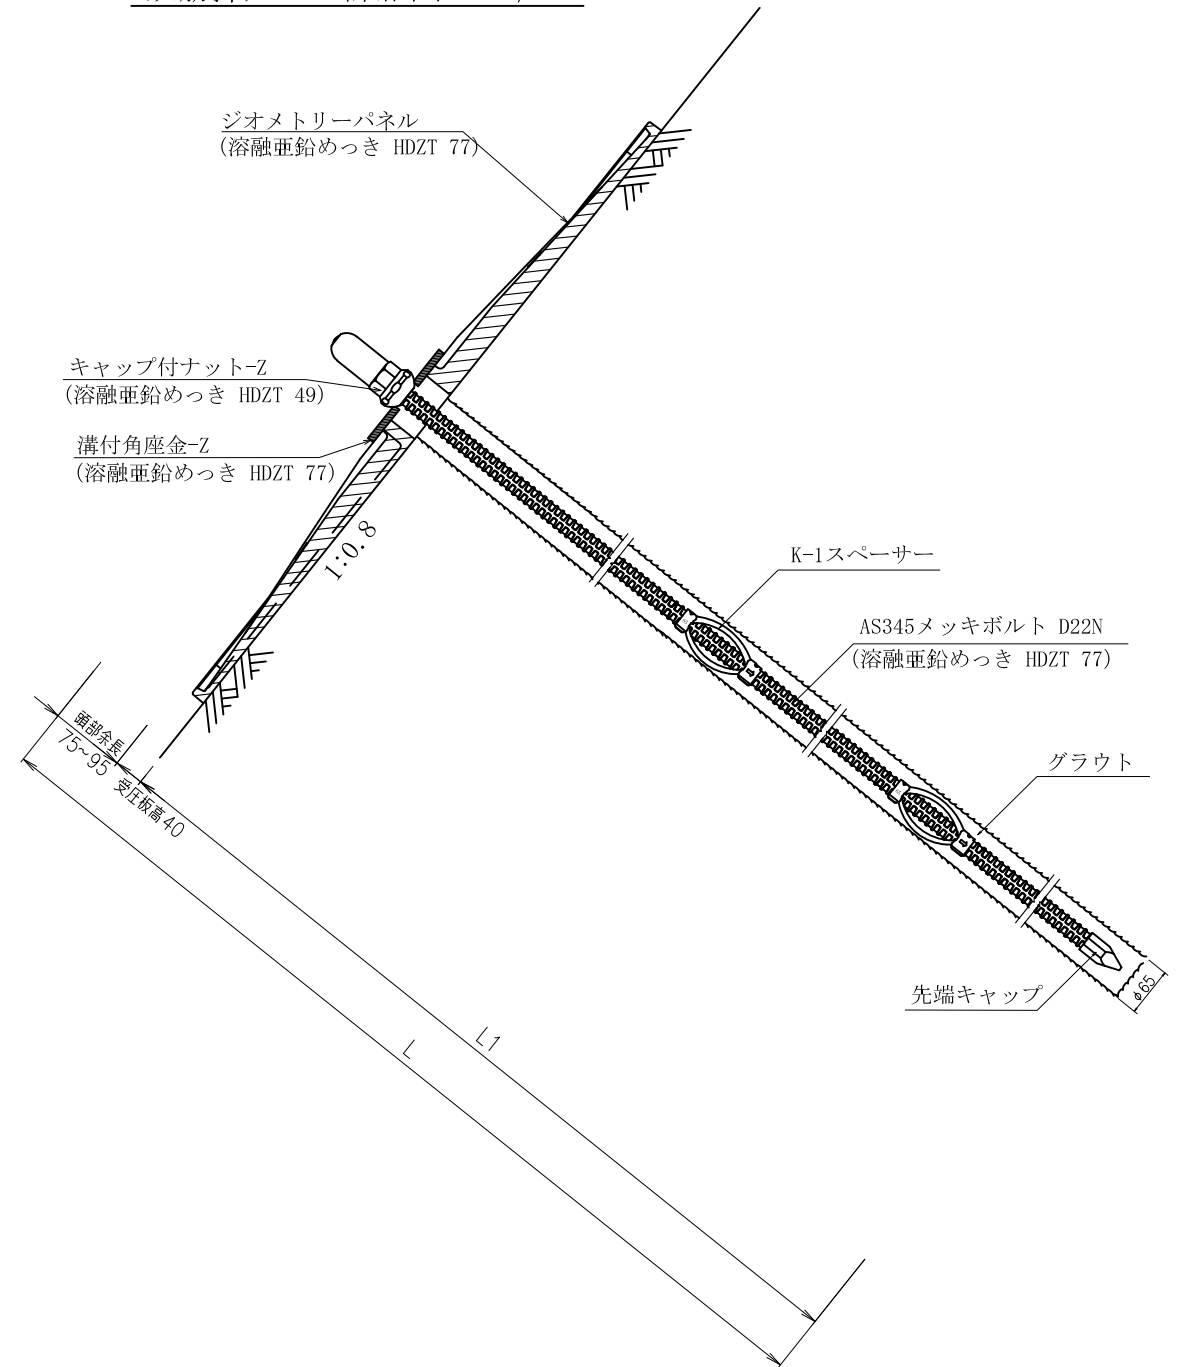 ジオメトリーパネル
(溶融亜鉛めっき HDZT 77)
キャップ付ナット-Z
(溶融亜鉛めっき HDZT 49)
溝付角座金-Z
(溶融亜鉛めっき HDZT 77)
1:0.8
K-1スペーサー
AS345メッキボルト D22N
(溶融亜鉛めっき HDZT 77)
頭部余長
75~95
受圧板高40
グラウト
先端キャップ
φ65
L1
L